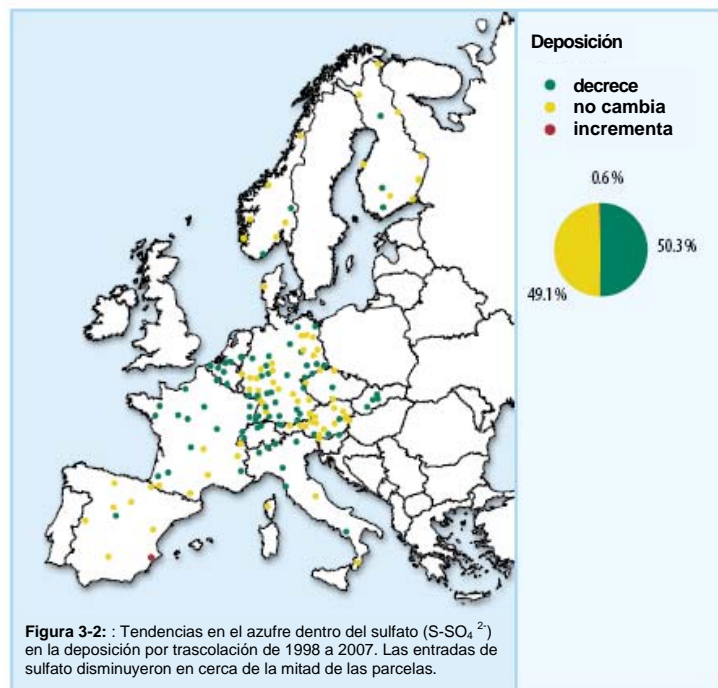 Deposición
decrece
no cambia
incrementa
0.6 %
50.3 %
49.1 %
Figura 3-2: : Tendencias en el azufre dentro del sulfato (S-SO₄ ²⁻)
en la deposición por trascolación de 1998 a 2007. Las entradas de
sulfato disminuyeron en cerca de la mitad de las parcelas.